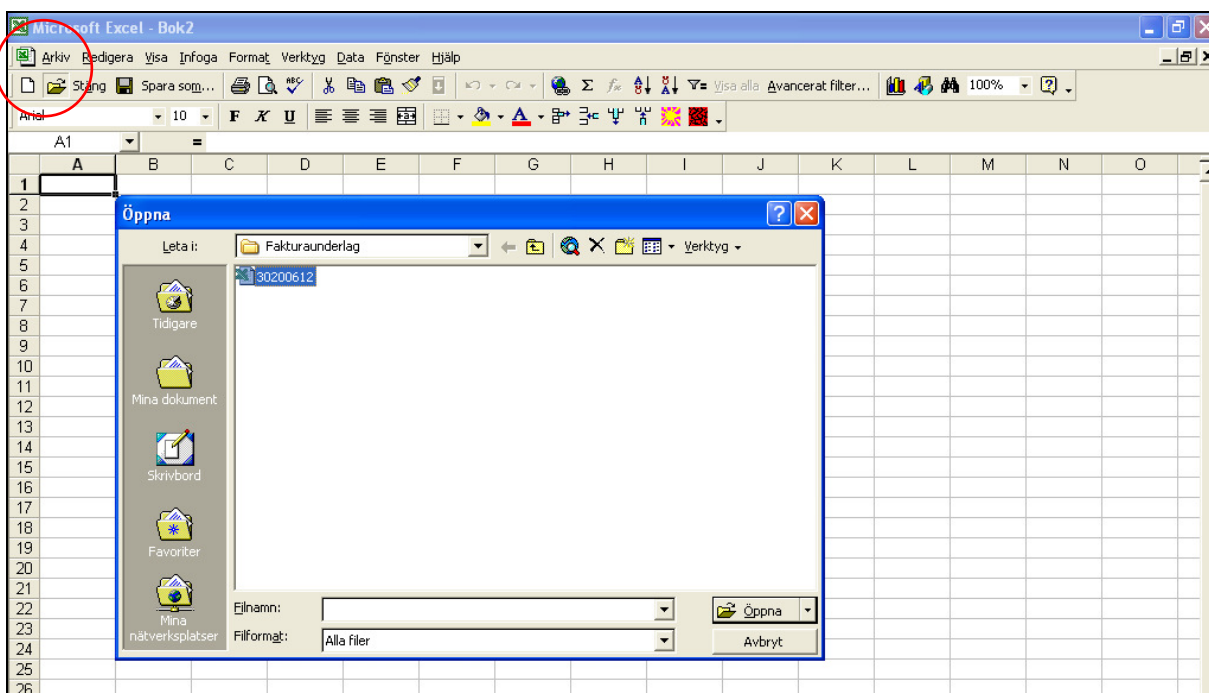 Microsoft Excel - Bok2
Arkiv Redigera Visa Infoga Format Verktyg Data Fönster Hjälp
Stäng Spara som... Visa alla Avancerat filter... 100%
Arial 10 F K U
A1 =
A B C D E F G H I J K L M N O
1
2
3
4
5
6
7
8
9
10
11
12
13
14
15
16
17
18
19
20
21
22
23
24
25
26
Öppna
Leta i: Fakturaunderlag Verktyg
30200612
Tidigare
Mina dokument
Skrivbord
Favoriter
Mina
nätverksplatser
Filnamn: Öppna
Filformat: Alla filer Avbryt